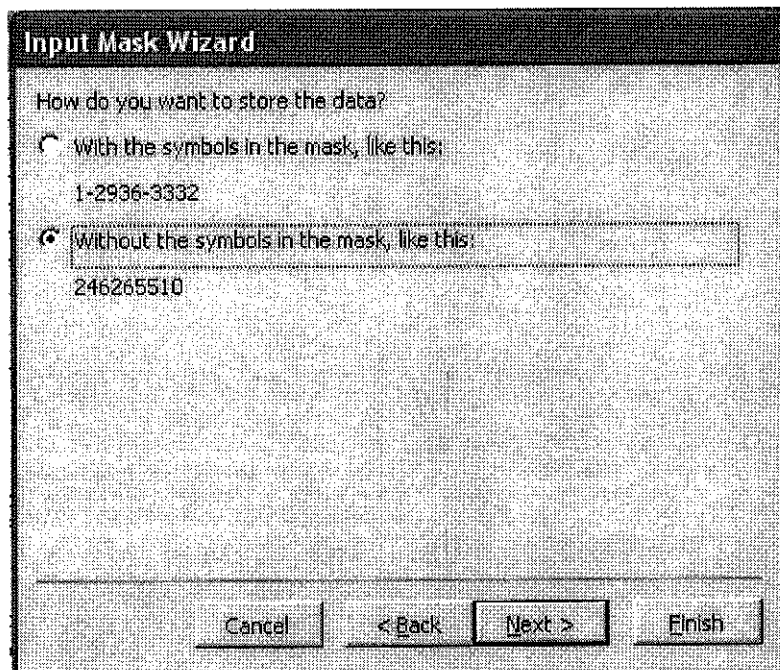 Input Mask Wizard
How do you want to store the data?
With the symbols in the mask, like this:
1-2936-3332
Without the symbols in the mask, like this:
246265510
Cancel
< Back
Next >
Finish